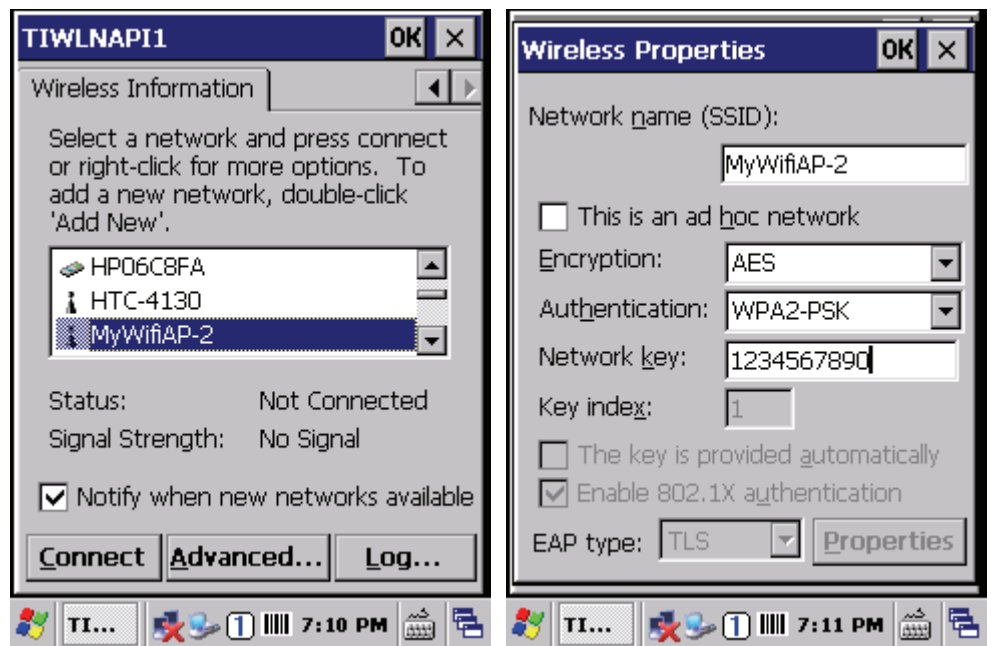 TIWLNAPI1 OK
Wireless Information
Select a network and press connect
or right-click for more options. To
add a new network, double-click
'Add New'.
HP06C8FA
HTC-4130
MyWifiAP-2
Status: Not Connected
Signal Strength: No Signal
Notify when new networks available
Connect Advanced... Log...
TI... 1 7:10 PM
Wireless Properties OK
Network name (SSID):
MyWifiAP-2
This is an ad hoc network
Encryption: AES
Authentication: WPA2-PSK
Network key: 1234567890
Key index: 1
The key is provided automatically
Enable 802.1X authentication
EAP type: TLS Properties
TI... 1 7:11 PM